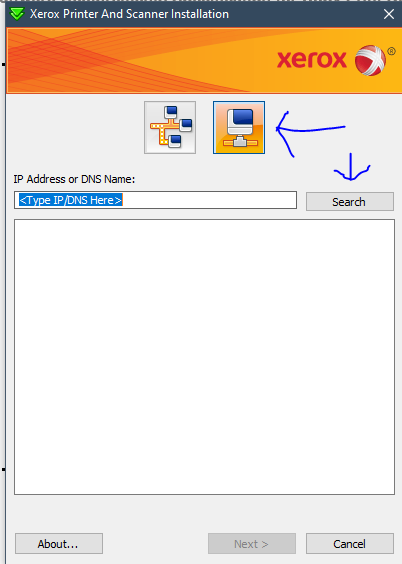 Xerox Printer And Scanner Installation
xerox ®
IP Address or DNS Name:
<Type IP/DNS Here>
Search
About...
Next >
Cancel